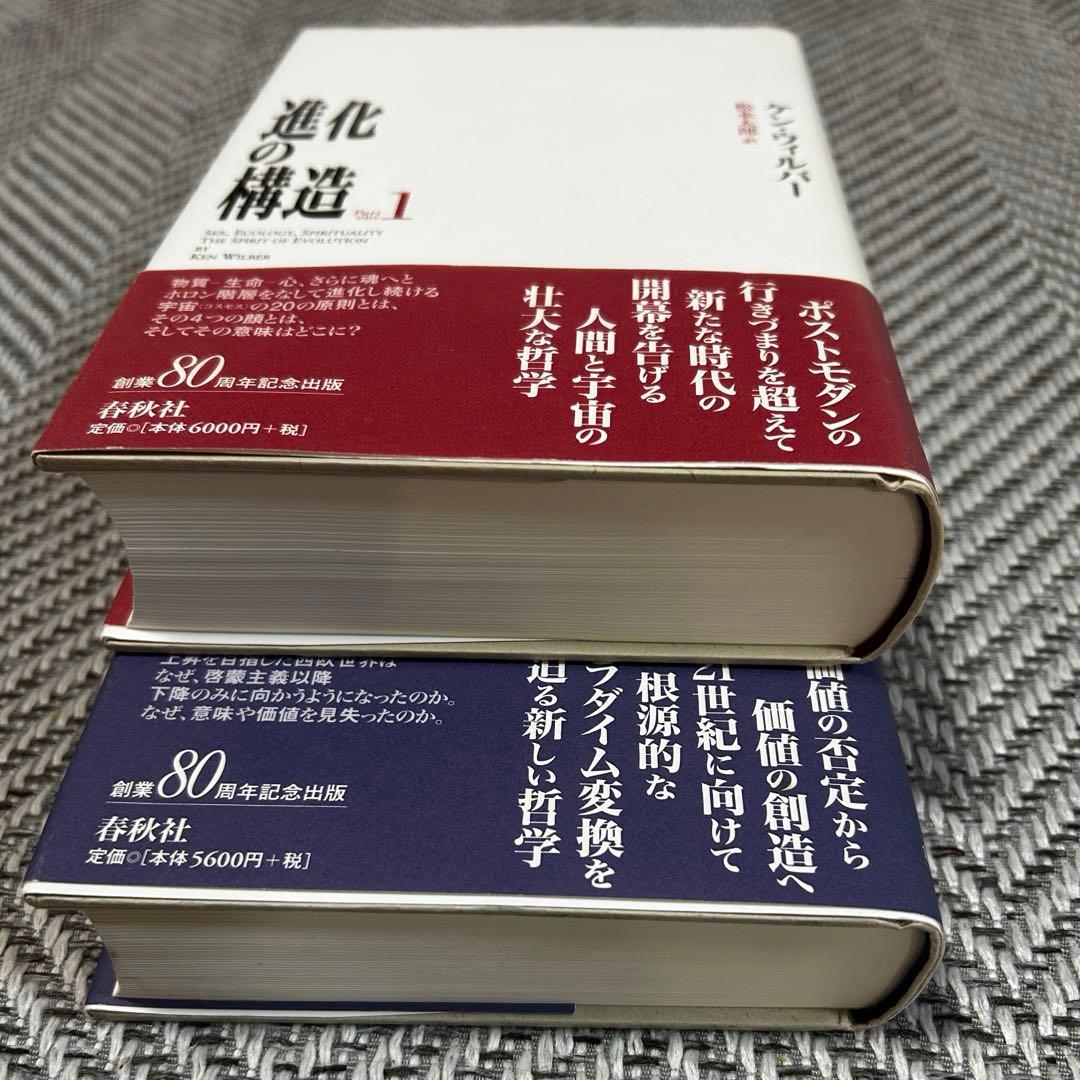 進化
の
構造 Part one 1
SEX, ECOLOGY, SPIRITUALITY
THE SPIRIT OF EVOLUTION
BY
KEN WILBER
ケン・ウィルバー
松永太郎 訳
物質―生命―心、さらに魂へと
ホロン階層をなして進化し続ける
宇宙(コスモス)の20の原則とは、
その4つの顔とは、
そしてその意味はどこに?
創業80周年記念出版
春秋社
定価◎[本体6000円+税]
ポストモダンの
行きづまりを超えて
新たな時代の
開幕を告げる
人間と宇宙の
壮大な哲学
上昇を目指した西欧世界は
なぜ、啓蒙主義以降
下降のみに向かうようになったのか。
なぜ、意味や価値を見失ったのか。
創業80周年記念出版
春秋社
定価◎[本体5600円+税]
価値の否定から
価値の創造へ
21世紀に向けて
根源的な
ラダイム変換を
迫る新しい哲学